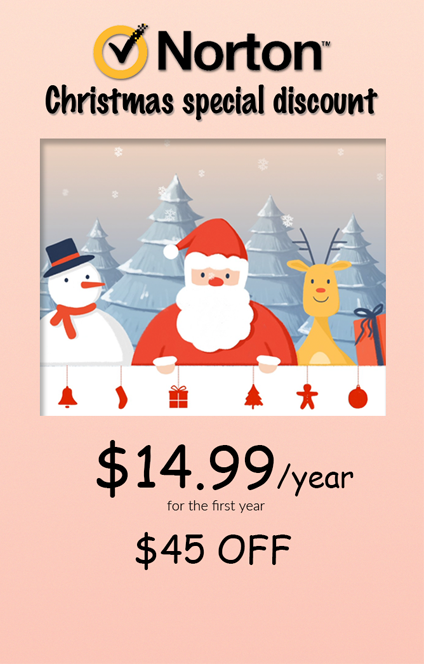 Norton™
Christmas special discount
$14.99/year
for the first year
$45 OFF